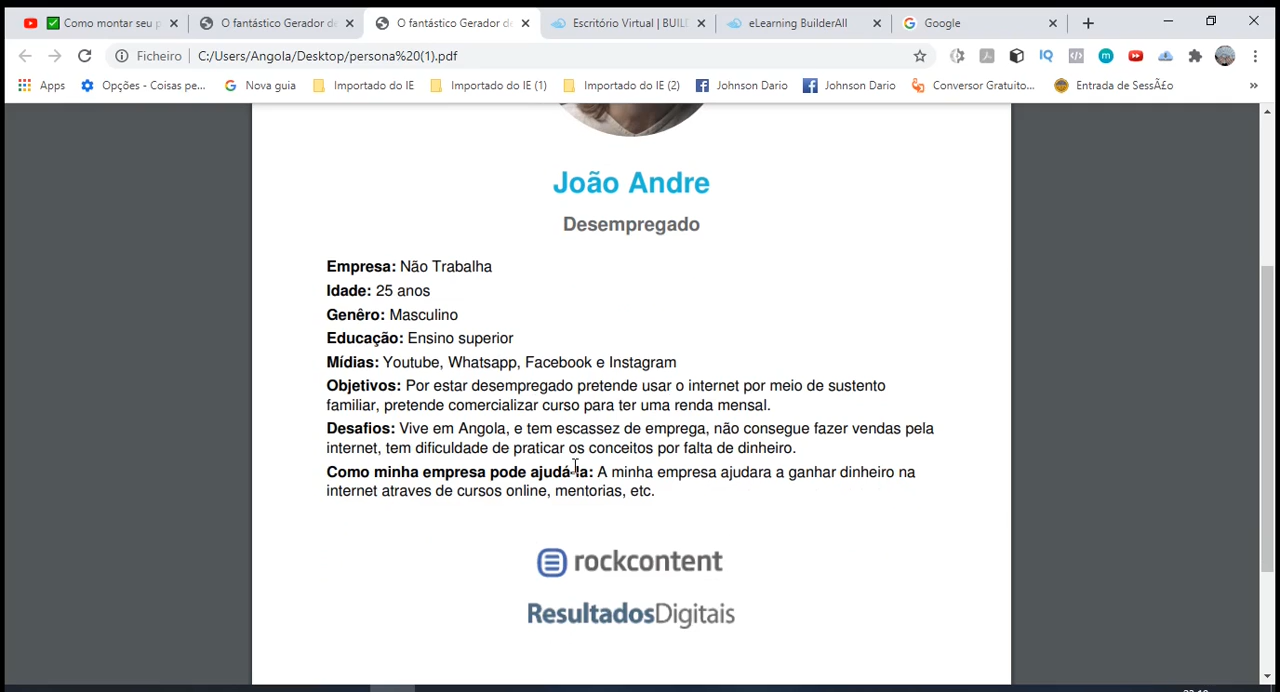 Como montar seu p
O fantástico Gerador de
O fantástico Gerador de
Escritório Virtual | BUIL
eLearning BuilderAll
Google
Ficheiro
C:/Users/Angola/Desktop/persona%20(1).pdf
Apps
Opções - Coisas pe...
Nova guia
Importado do IE
Importado do IE (1)
Importado do IE (2)
Johnson Dario
Johnson Dario
Conversor Gratuito...
Entrada de SessÃ£o
»
João Andre
Desempregado
Empresa: Não Trabalha
Idade: 25 anos
Genêro: Masculino
Educação: Ensino superior
Mídias: Youtube, Whatsapp, Facebook e Instagram
Objetivos: Por estar desempregado pretende usar o internet por meio de sustento
familiar, pretende comercializar curso para ter uma renda mensal.
Desafios: Vive em Angola, e tem escassez de emprega, não consegue fazer vendas pela
internet, tem dificuldade de praticar os conceitos por falta de dinheiro.
Como minha empresa pode ajudá-la: A minha empresa ajudara a ganhar dinheiro na
internet atraves de cursos online, mentorias, etc.
rockcontent
ResultadosDigitais